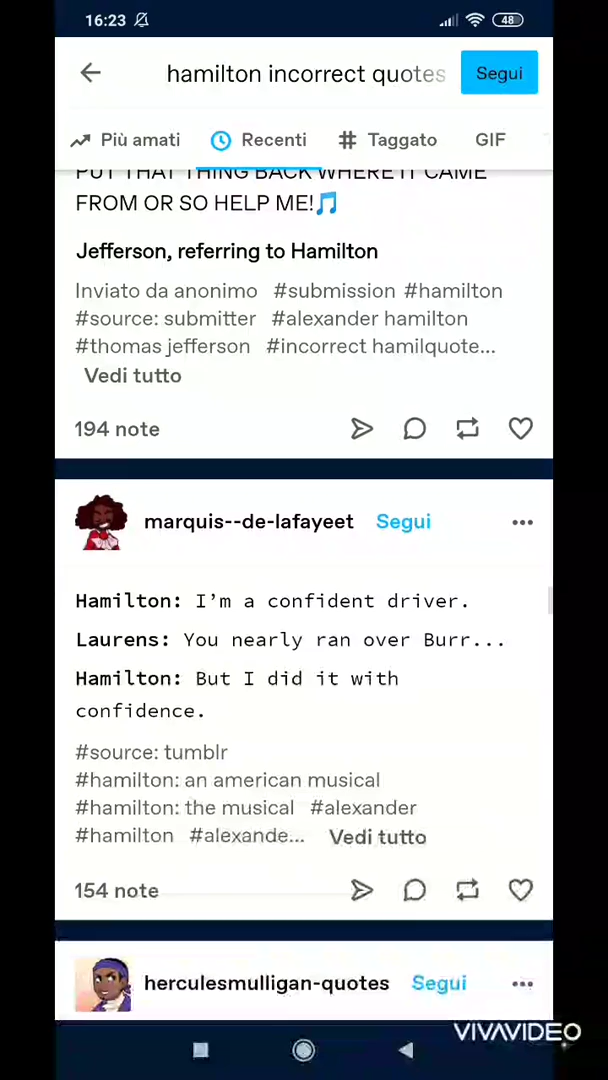 16:23
48
hamilton incorrect quotes
Segui
Più amati
Recenti
Taggato
GIF
PUT THAT THING BACK WHERE IT CAME
FROM OR SO HELP ME!🎵
Jefferson, referring to Hamilton
Inviato da anonimo #submission #hamilton
#source: submitter #alexander hamilton
#thomas jefferson #incorrect hamilquote...
Vedi tutto
194 note
marquis--de-lafayeet Segui
Hamilton: I’m a confident driver.
Laurens: You nearly ran over Burr...
Hamilton: But I did it with
confidence.
#source: tumblr
#hamilton: an american musical
#hamilton: the musical #alexander
#hamilton #alexande... Vedi tutto
154 note
herculesmulligan-quotes Segui
VIVAVIDEO